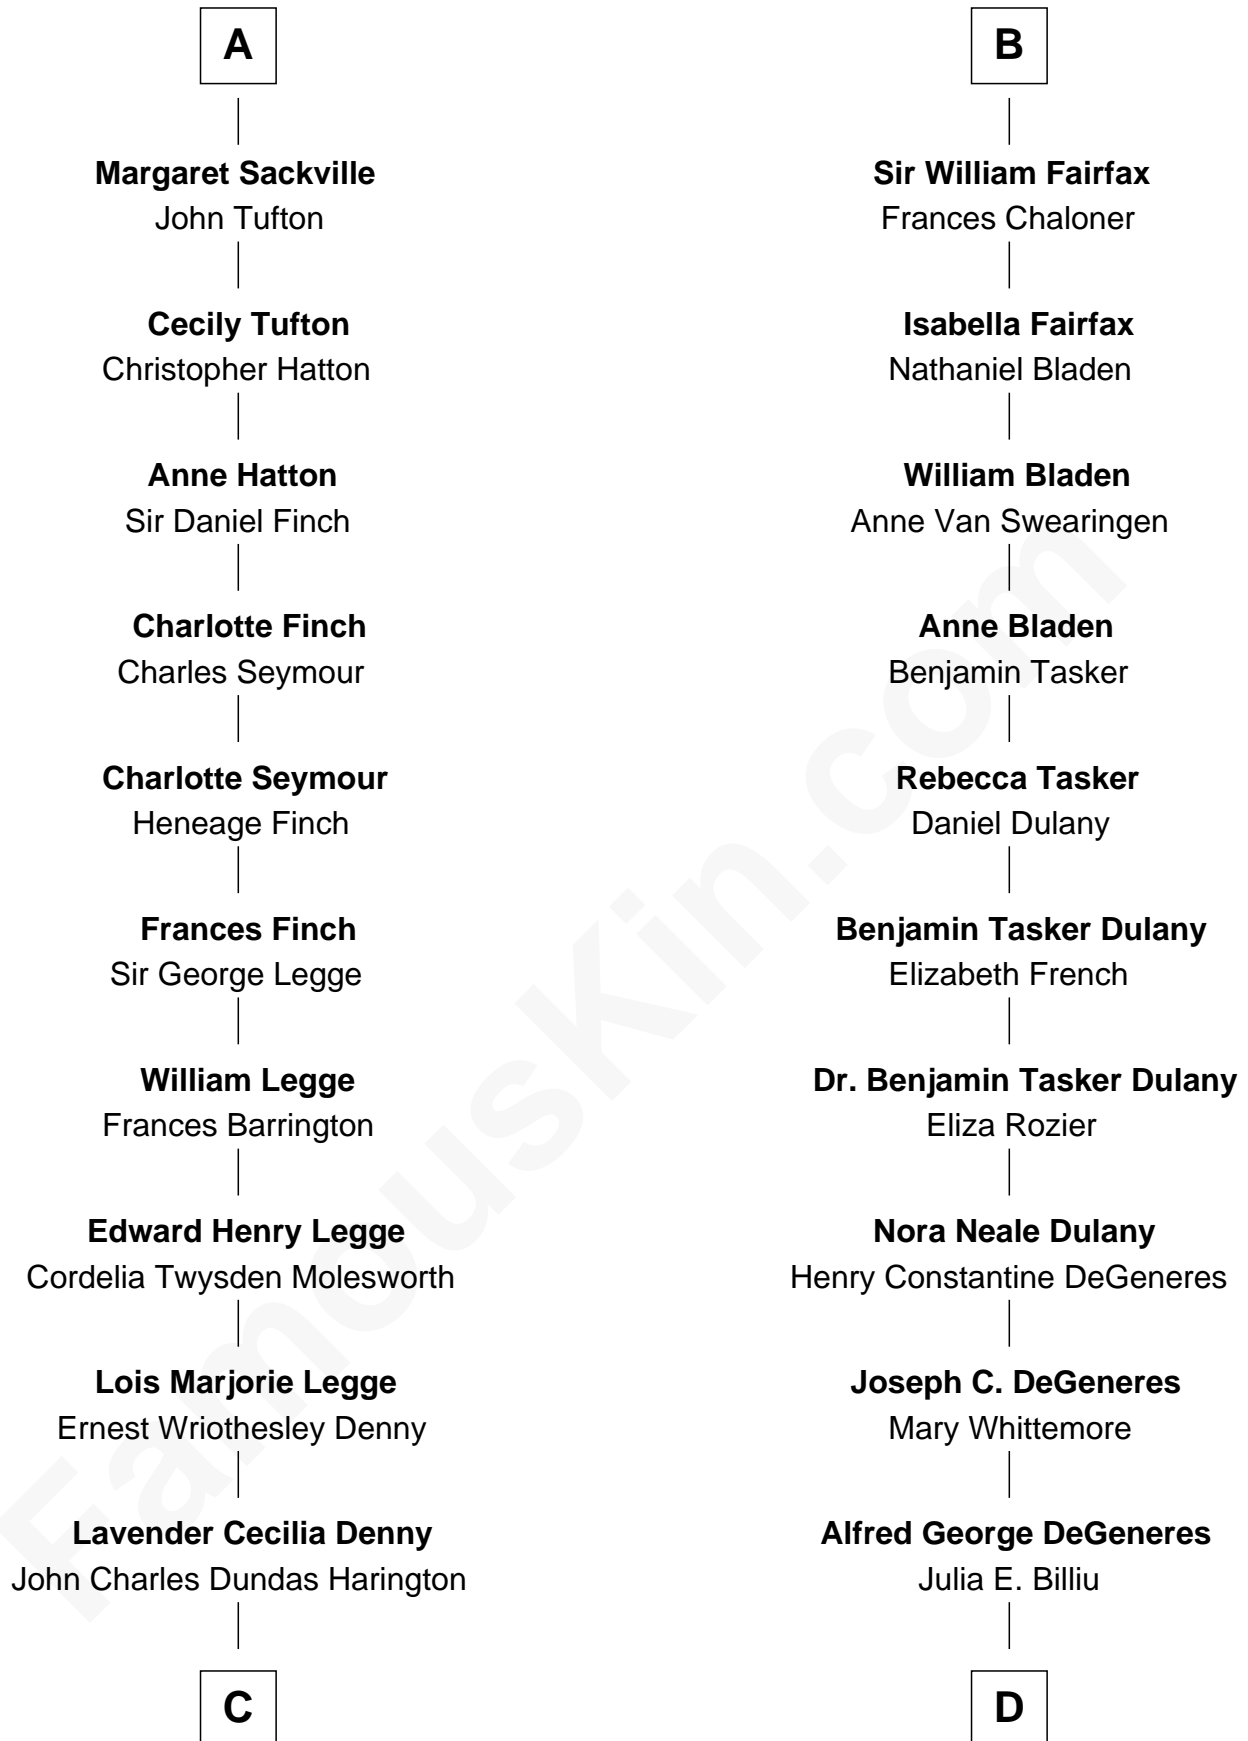 A
Margaret Sackville
John Tufton
Cecily Tufton
Christopher Hatton
Anne Hatton
Sir Daniel Finch
Charlotte Finch
Charles Seymour
Charlotte Seymour
Heneage Finch
Frances Finch
Sir George Legge
William Legge
Frances Barrington
Edward Henry Legge
Cordelia Twysden Molesworth
Lois Marjorie Legge
Ernest Wriothesley Denny
Lavender Cecilia Denny
John Charles Dundas Harington
C
B
Sir William Fairfax
Frances Chaloner
Isabella Fairfax
Nathaniel Bladen
William Bladen
Anne Van Swearingen
Anne Bladen
Benjamin Tasker
Rebecca Tasker
Daniel Dulany
Benjamin Tasker Dulany
Elizabeth French
Dr. Benjamin Tasker Dulany
Eliza Rozier
Nora Neale Dulany
Henry Constantine DeGeneres
Joseph C. DeGeneres
Mary Whittemore
Alfred George DeGeneres
Julia E. Billiu
D
FamousKin.com